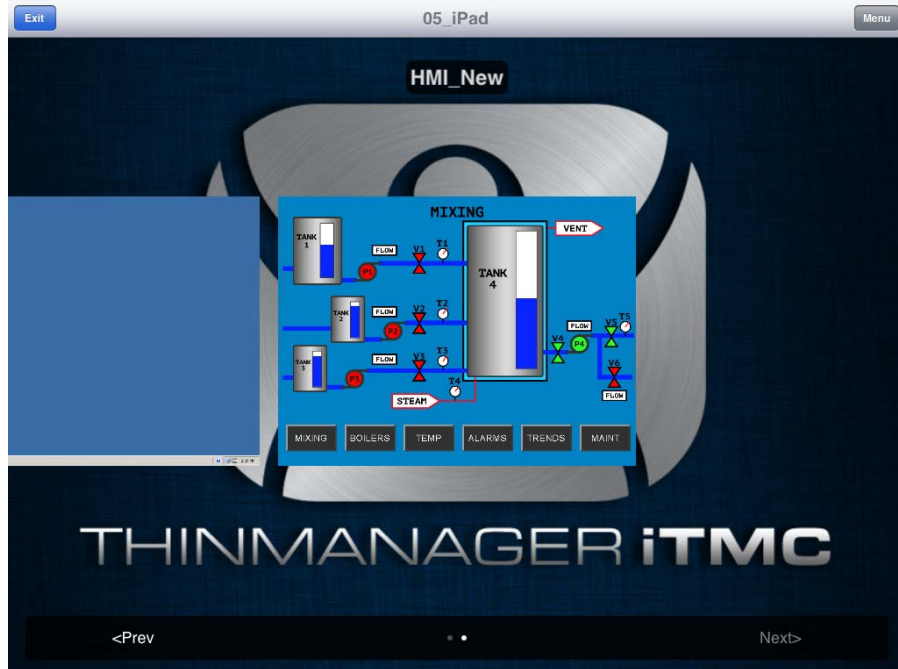 Exit
05_iPad
Menu
HMI_New
MIXING
VENT
TANK
1
FLOW
V1
T1
P1
TANK
4
TANK
2
FLOW
V2
T2
P2
TANK
3
FLOW
V3
T3
P3
T4
STEAM
V4
FLOW
P4
V5
T5
V6
FLOW
MIXING
BOILERS
TEMP
ALARMS
TRENDS
MAINT
THINMANAGER iTMC
<Prev
Next>